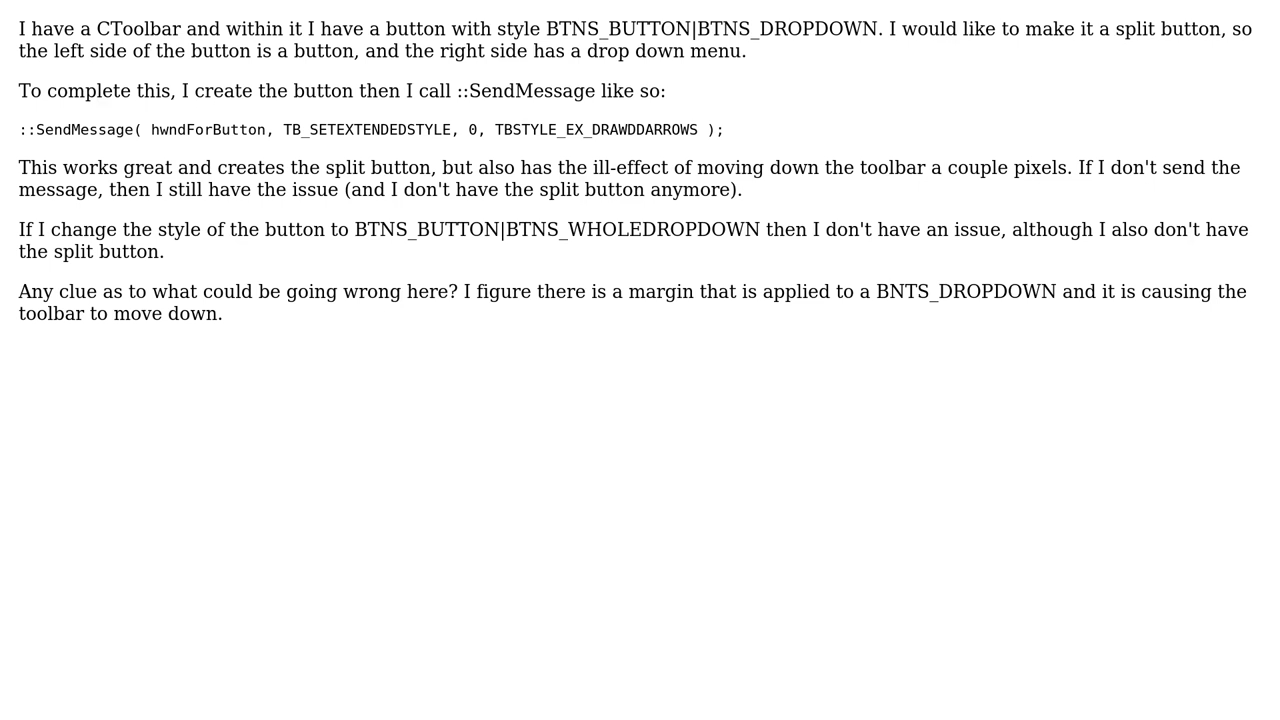 I have a CToolbar and within it I have a button with style BTNS_BUTTON|BTNS_DROPDOWN. I would like to make it a split button, so
the left side of the button is a button, and the right side has a drop down menu.
To complete this, I create the button then I call ::SendMessage like so:
::SendMessage( hwndForButton, TB_SETEXTENDEDSTYLE, 0, TBSTYLE_EX_DRAWDDARROWS );
This works great and creates the split button, but also has the ill-effect of moving down the toolbar a couple pixels. If I don't send the
message, then I still have the issue (and I don't have the split button anymore).
If I change the style of the button to BTNS_BUTTON|BTNS_WHOLEDROPDOWN then I don't have an issue, although I also don't have
the split button.
Any clue as to what could be going wrong here? I figure there is a margin that is applied to a BNTS_DROPDOWN and it is causing the
toolbar to move down.